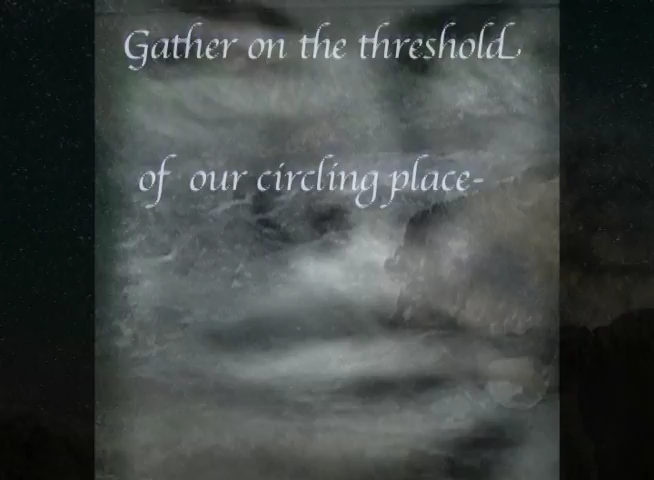 Gather on the threshold
of our circling place-